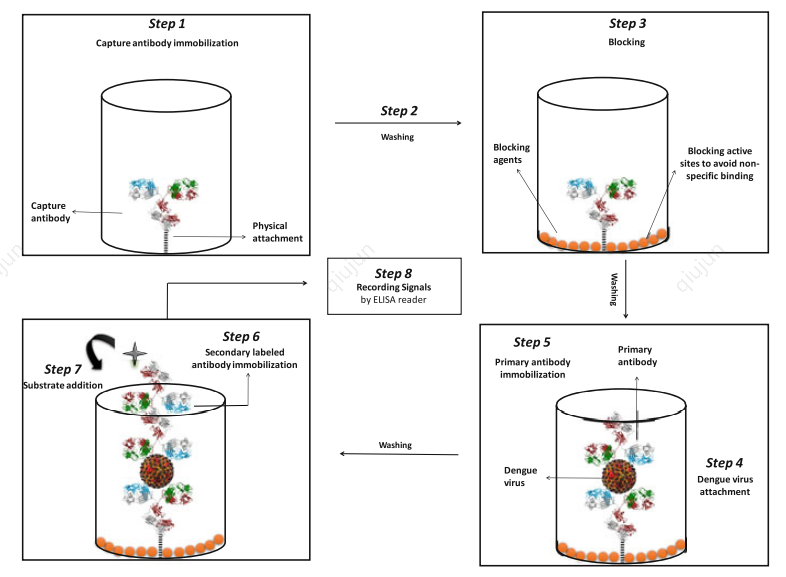 Step 1
Capture antibody immobilization
Capture
antibody
Physical
attachment
Step 2
Washing
Step 3
Blocking
Blocking
agents
Blocking active
sites to avoid non-
specific binding
Washing
Step 5
Primary antibody
immobilization
Primary
antibody
Dengue
virus
Step 4
Dengue virus
attachment
Washing
Step 6
Secondary labeled
antibody immobilization
Step 7
Substrate addition
Step 8
Recording Signals
by ELISA reader
qiujun
qiujun